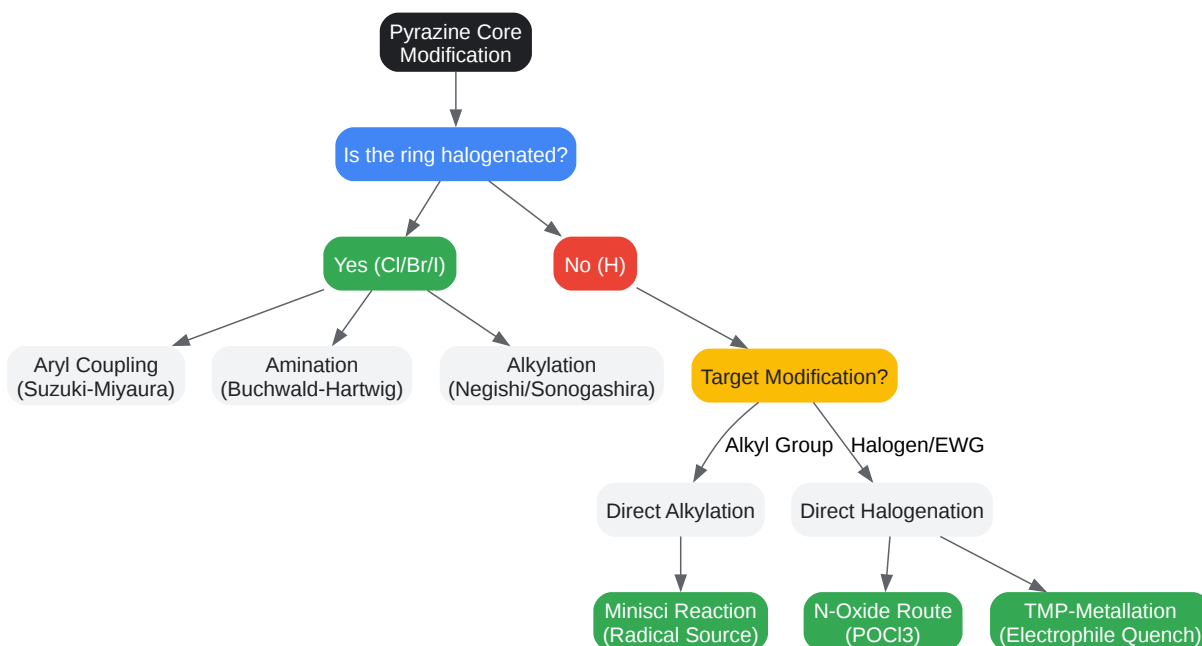 Pyrazine Core
Modification
Is the ring halogenated?
Yes (Cl/Br/I)
No (H)
Aryl Coupling
(Suzuki-Miyaura)
Amination
(Buchwald-Hartwig)
Alkylation
(Negishi/Sonogashira)
Target Modification?
Alkyl Group
Halogen/EWG
Direct Alkylation
Direct Halogenation
Minisci Reaction
(Radical Source)
N-Oxide Route
(POCl3)
TMP-Metallation
(Electrophile Quench)